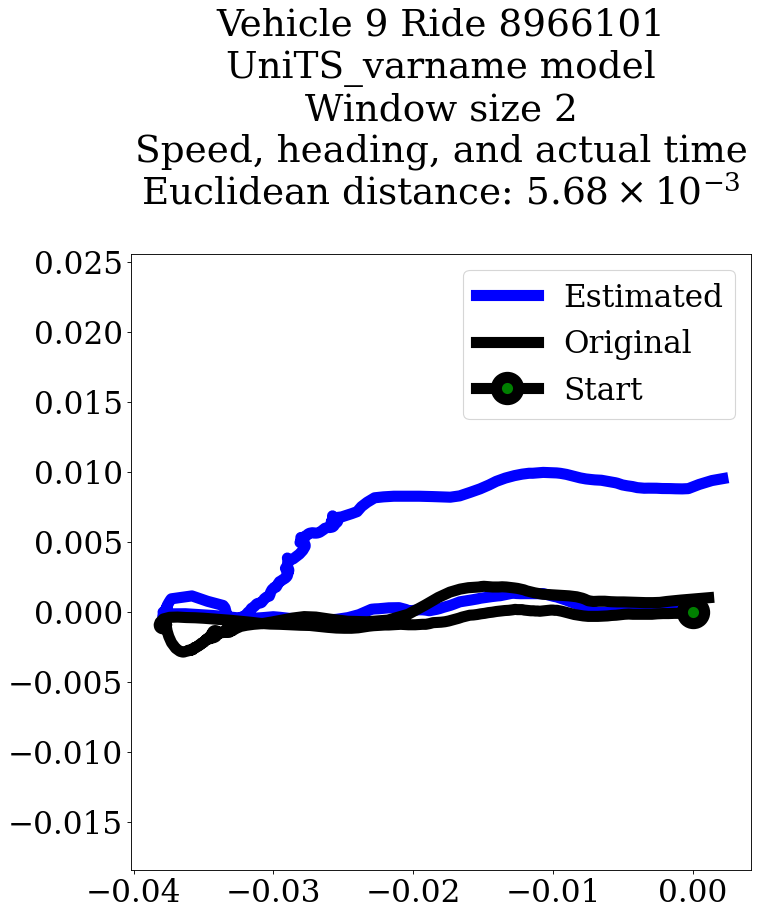 Vehicle 9 Ride 8966101
UniTS_varname model
Window size 2
Speed, heading, and actual time
Euclidean distance: 5.68 × 10⁻³
Estimated
Original
Start
0.025
0.020
0.015
0.010
0.005
0.000
−0.005
−0.010
−0.015
−0.04 −0.03 −0.02 −0.01 0.00